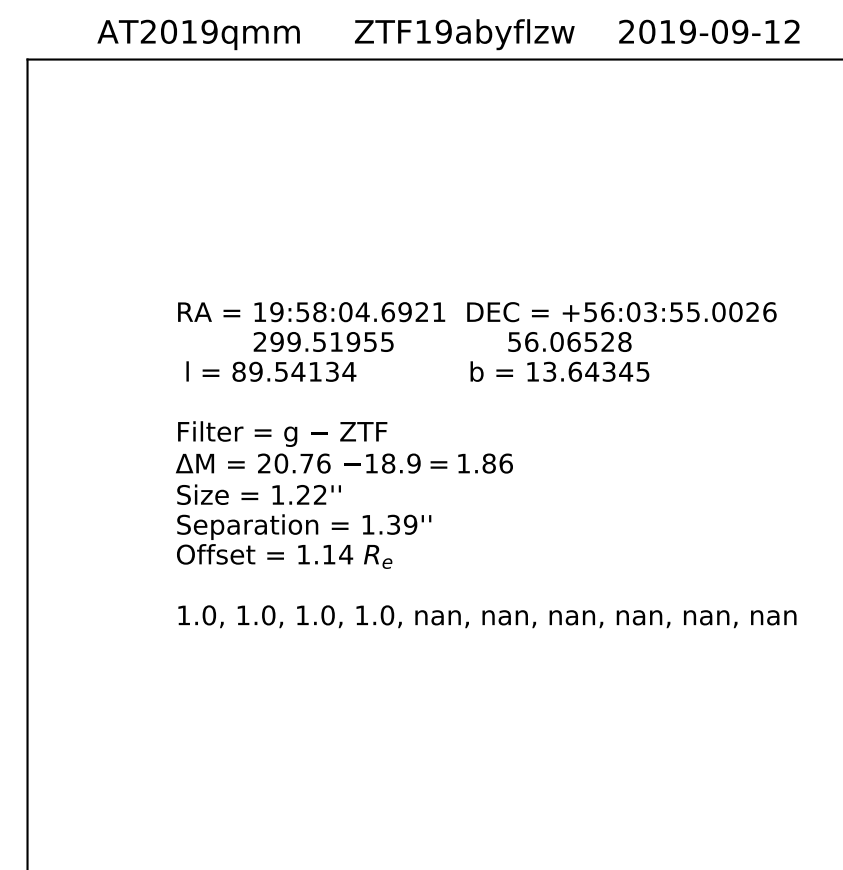 AT2019qmm ZTF19abyflzw 2019-09-12
RA = 19:58:04.6921 DEC = +56:03:55.0026
299.51955 56.06528
l = 89.54134 b = 13.64345
Filter = g − ZTF
ΔM = 20.76 −18.9 = 1.86
Size = 1.22''
Separation = 1.39''
Offset = 1.14 Rₑ
1.0, 1.0, 1.0, 1.0, nan, nan, nan, nan, nan, nan